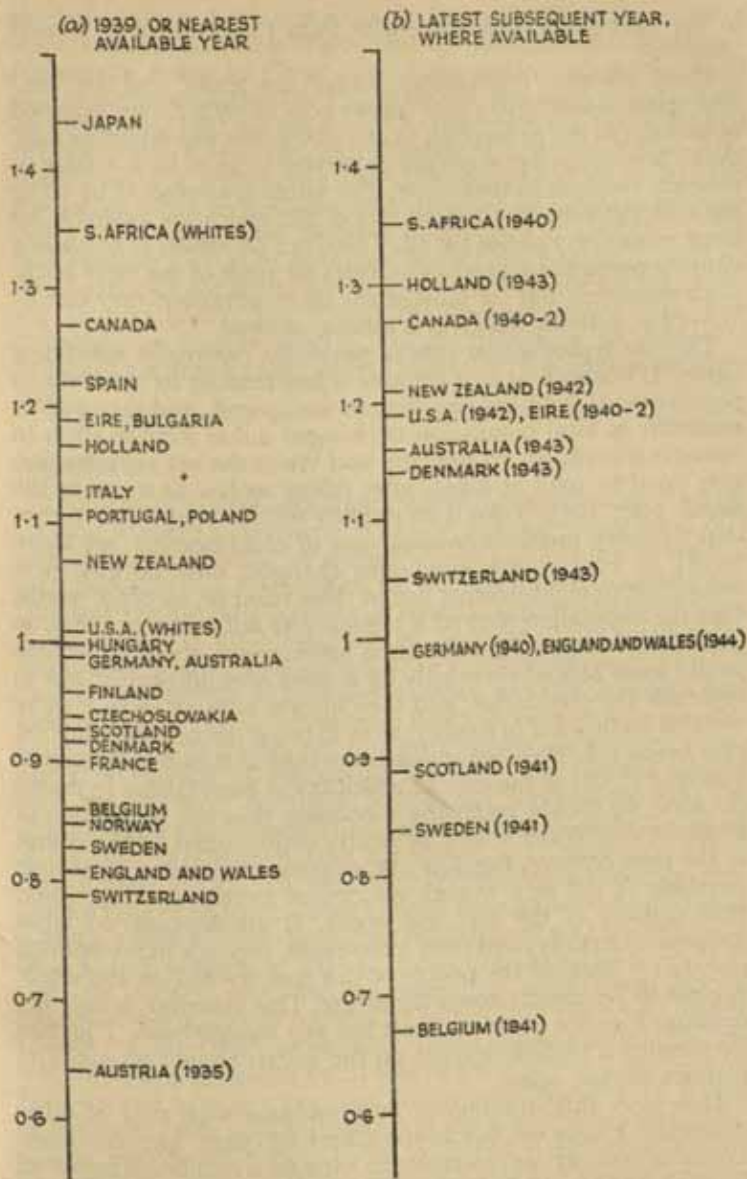 (a) 1939, OR NEAREST
AVAILABLE YEAR
JAPAN
1·4
S. AFRICA (WHITES)
1·3
CANADA
SPAIN
1·2
EIRE, BULGARIA
HOLLAND
ITALY
PORTUGAL, POLAND
1·1
NEW ZEALAND
U.S.A. (WHITES)
1
HUNGARY
GERMANY, AUSTRALIA
FINLAND
CZECHOSLOVAKIA
SCOTLAND
DENMARK
0·9
FRANCE
BELGIUM
NORWAY
SWEDEN
ENGLAND AND WALES
0·8
SWITZERLAND
0·7
AUSTRIA (1935)
0·6
(b) LATEST SUBSEQUENT YEAR,
WHERE AVAILABLE
1·4
S. AFRICA (1940)
1·3
HOLLAND (1943)
CANADA (1940-2)
NEW ZEALAND (1942)
1·2
U.S.A. (1942), EIRE (1940-2)
AUSTRALIA (1943)
DENMARK (1943)
1·1
SWITZERLAND (1943)
1
GERMANY (1940), ENGLAND AND WALES (1944)
0·9
SCOTLAND (1941)
SWEDEN (1941)
0·8
0·7
BELGIUM (1941)
0·6